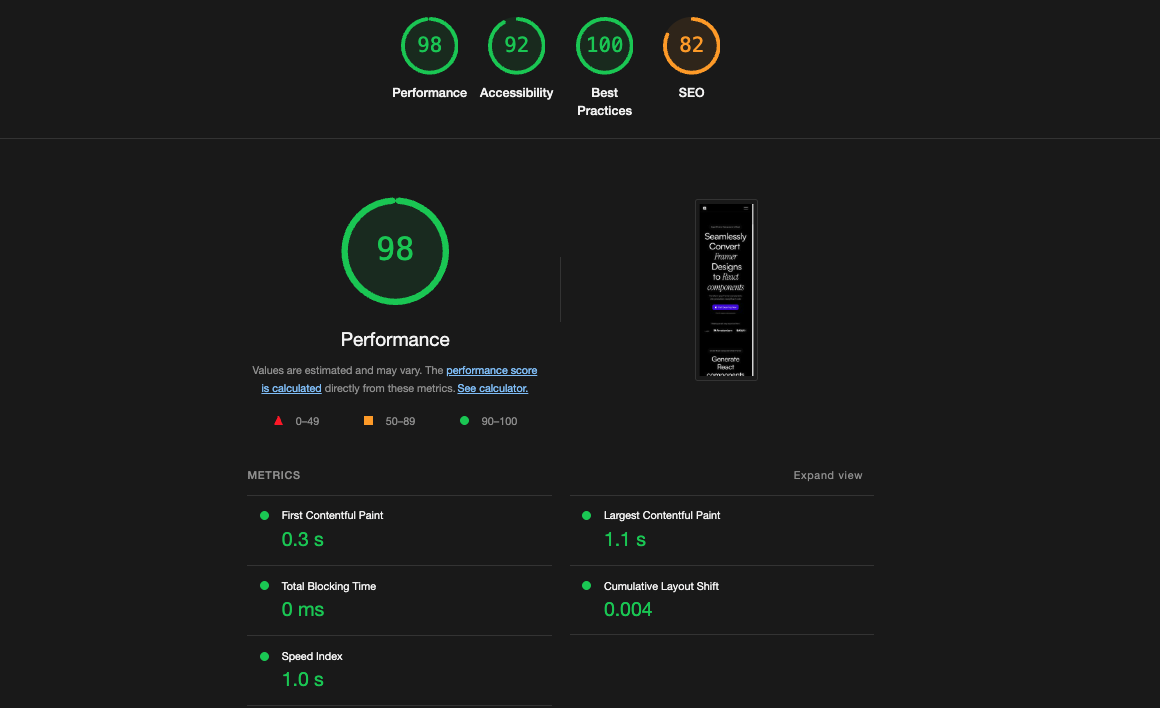 98
92
100
82
Performance
Accessibility
Best
Practices
SEO
98
Performance
Values are estimated and may vary. The performance score
is calculated directly from these metrics. See calculator.
0–49
50–89
90–100
Seamlessly
Convert
Framer
Designs
to React
components
Generate
React
components
METRICS
Expand view
First Contentful Paint
0.3 s
Largest Contentful Paint
1.1 s
Total Blocking Time
0 ms
Cumulative Layout Shift
0.004
Speed Index
1.0 s